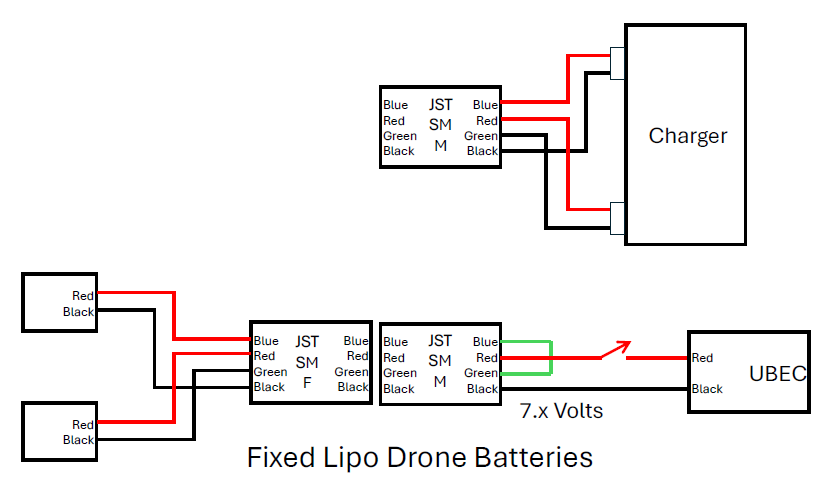 Blue JST Blue
Red SM Red
Green M Green
Black Black
Charger
Red
Black
Blue JST Blue
Red SM Red
Green F Green
Black Black
Blue JST Blue
Red SM Red
Green M Green
Black Black
Red
Black UBEC
Red
Black
7.x Volts
Fixed Lipo Drone Batteries